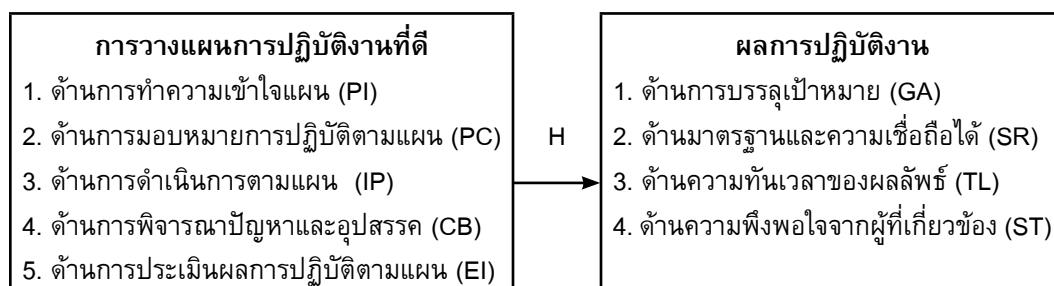 การวางแผนการปฏิบัติงานที่ดี
1. ด้านการทำความเข้าใจแผน (PI)
2. ด้านการมอบหมายการปฏิบัติตามแผน (PC)
3. ด้านการดำเนินการตามแผน (IP)
4. ด้านการพิจารณาปัญหาและอุปสรรค (CB)
5. ด้านการประเมินผลการปฏิบัติตามแผน (EI)
H
ผลการปฏิบัติงาน
1. ด้านการบรรลุเป้าหมาย (GA)
2. ด้านมาตรฐานและความเชื่อถือได้ (SR)
3. ด้านความทันเวลาของผลลัพธ์ (TL)
4. ด้านความพึงพอใจจากผู้ที่เกี่ยวข้อง (ST)